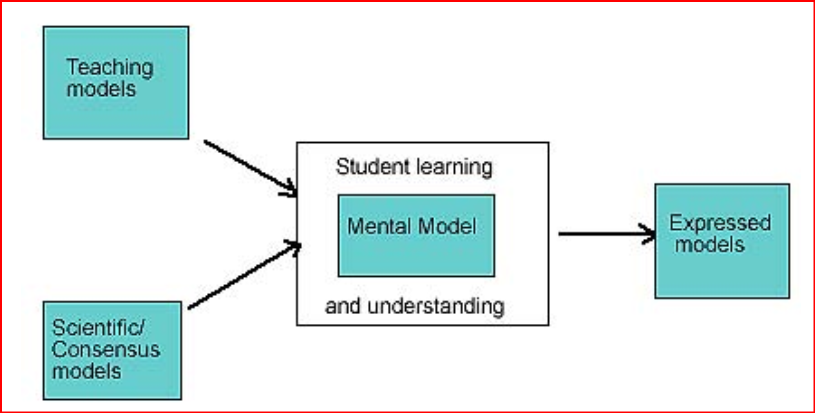 Teaching
models
Student learning
Mental Model
and understanding
Expressed
models
Scientific/
Consensus
models